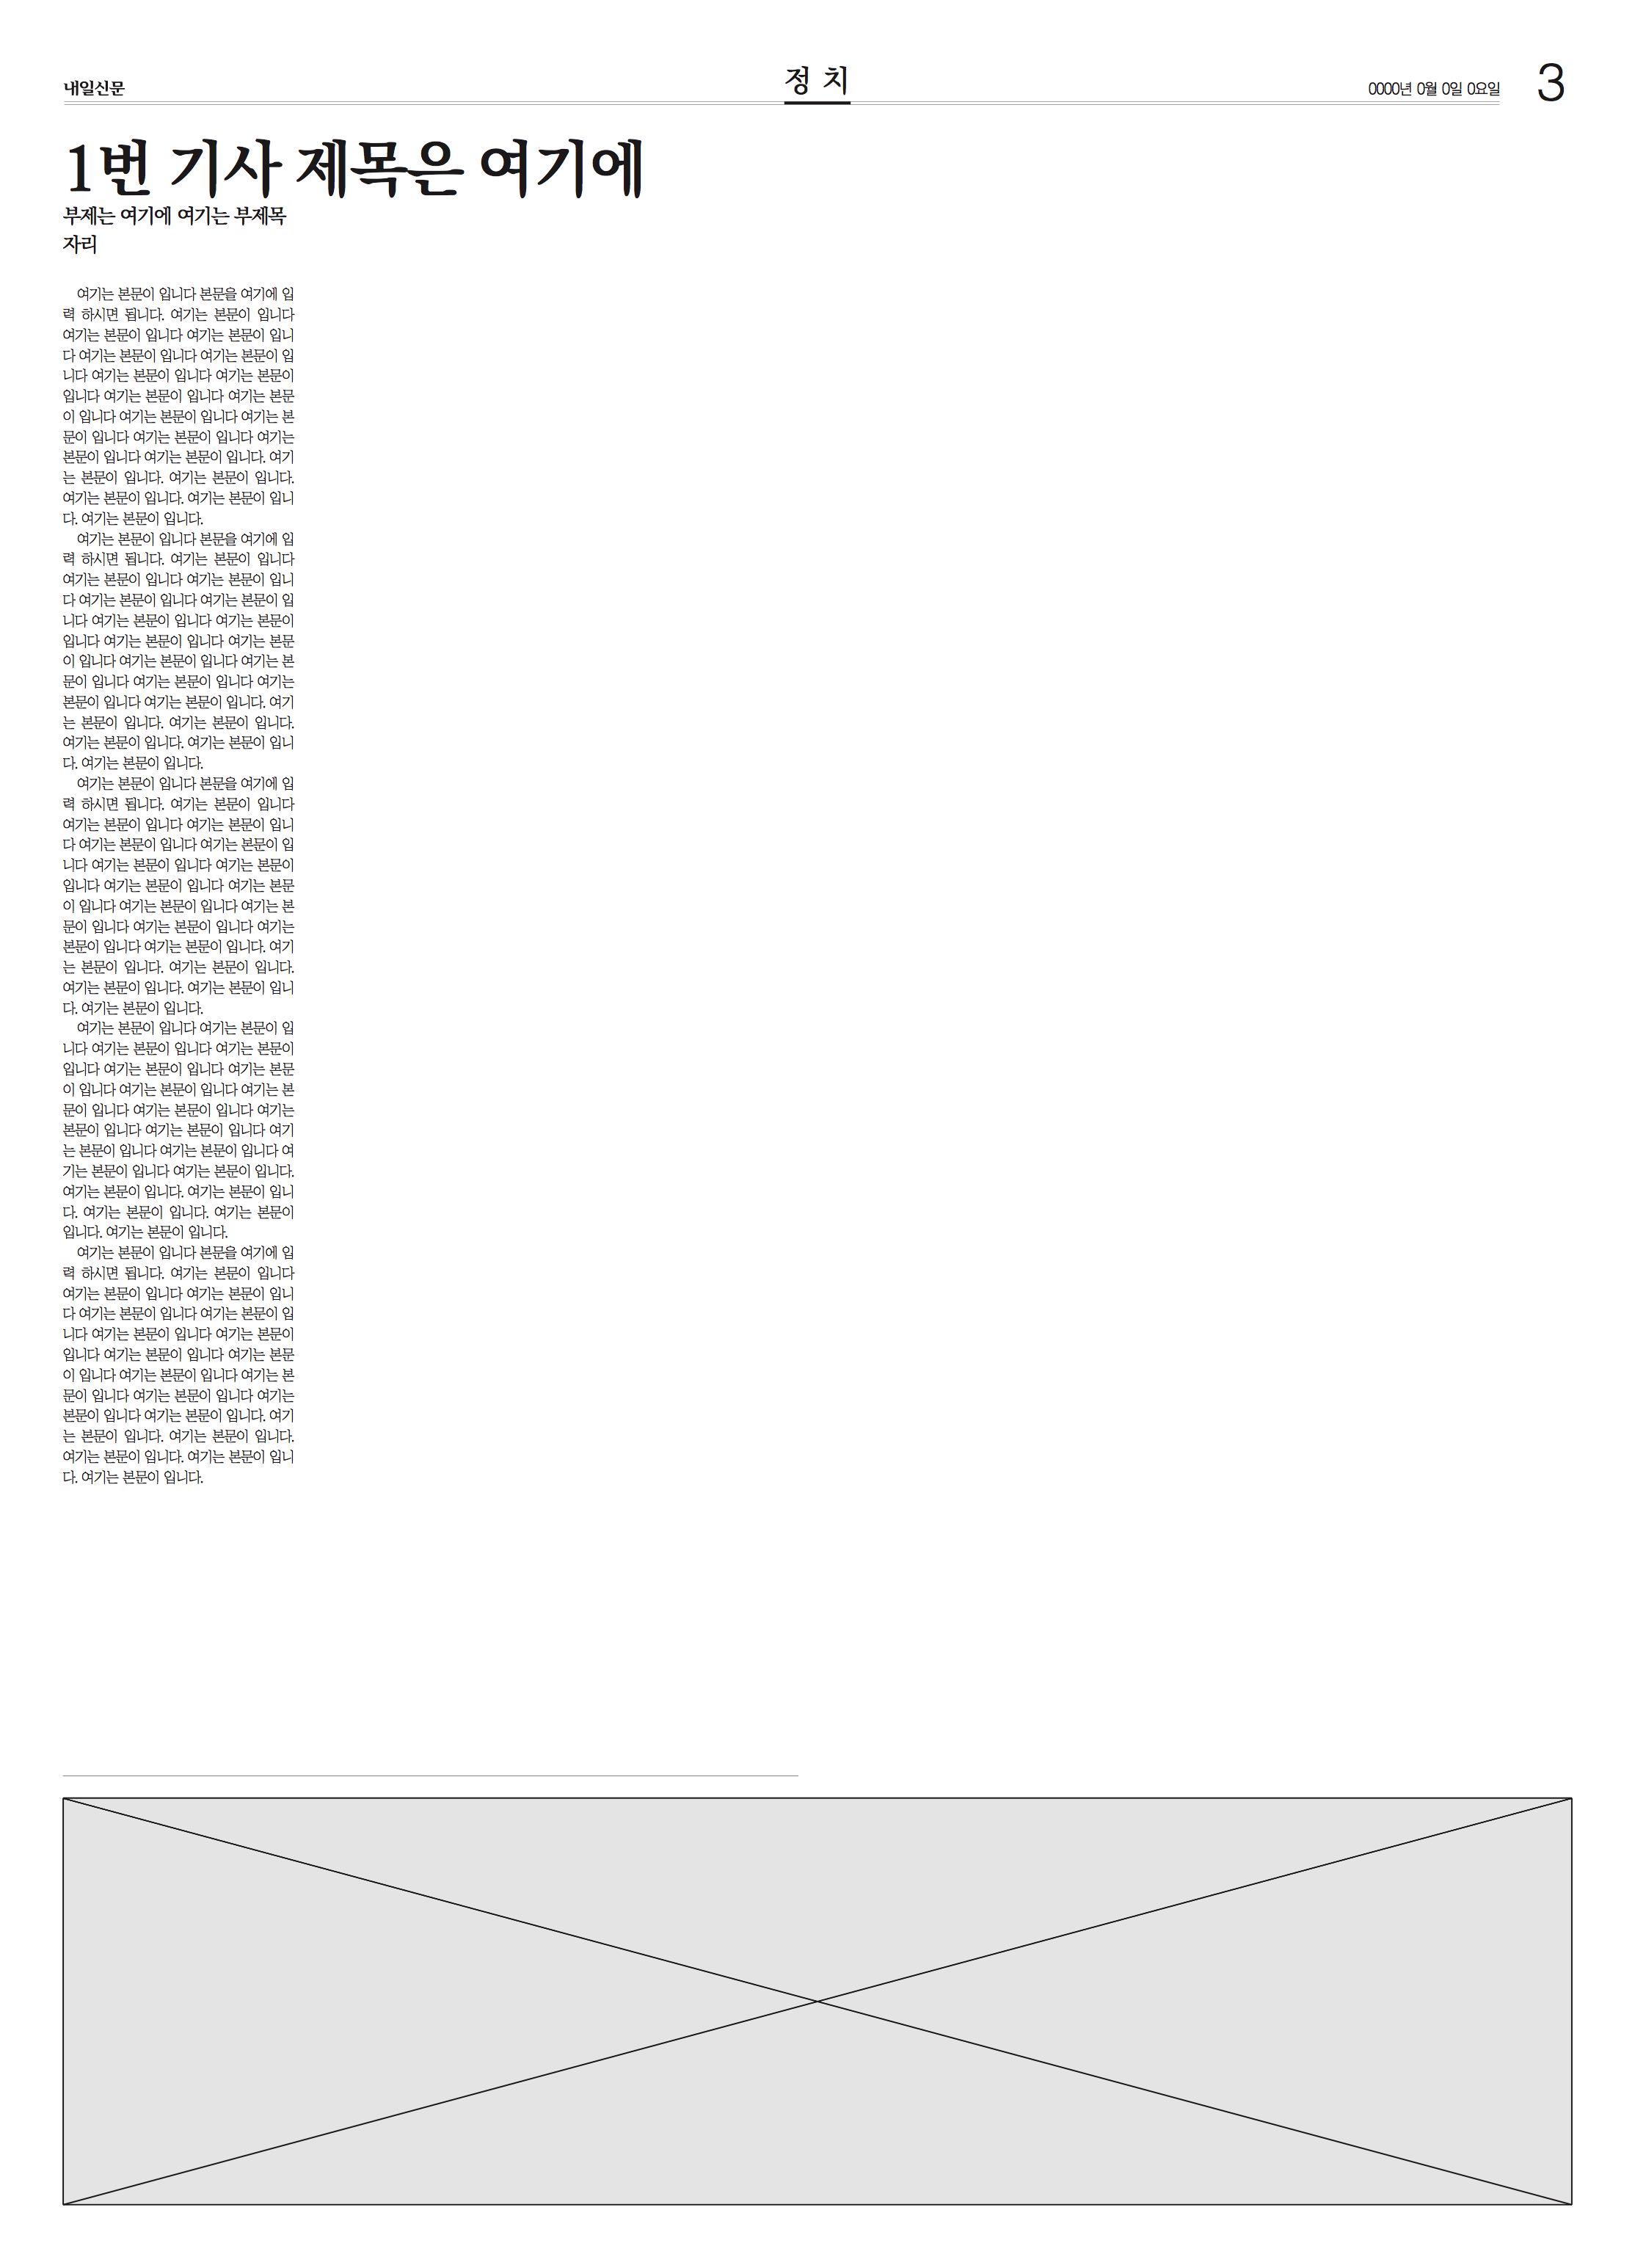 내일신문
정 치
0000년 0월 0일 0요일
3
1번 기사 제목은 여기에
부제는 여기에 여기는 부제목
자리
여기는 본문이 입니다 본문을 여기에 입
력 하시면 됩니다. 여기는 본문이 입니다
여기는 본문이 입니다 여기는 본문이 입니
다 여기는 본문이 입니다 여기는 본문이 입
니다 여기는 본문이 입니다 여기는 본문이
입니다 여기는 본문이 입니다 여기는 본문
이 입니다 여기는 본문이 입니다 여기는 본
문이 입니다 여기는 본문이 입니다 여기는
본문이 입니다 여기는 본문이 입니다. 여기
는 본문이 입니다. 여기는 본문이 입니다.
여기는 본문이 입니다. 여기는 본문이 입니
다. 여기는 본문이 입니다.
여기는 본문이 입니다 본문을 여기에 입
력 하시면 됩니다. 여기는 본문이 입니다
여기는 본문이 입니다 여기는 본문이 입니
다 여기는 본문이 입니다 여기는 본문이 입
니다 여기는 본문이 입니다 여기는 본문이
입니다 여기는 본문이 입니다 여기는 본문
이 입니다 여기는 본문이 입니다 여기는 본
문이 입니다 여기는 본문이 입니다 여기는
본문이 입니다 여기는 본문이 입니다. 여기
는 본문이 입니다. 여기는 본문이 입니다.
여기는 본문이 입니다. 여기는 본문이 입니
다. 여기는 본문이 입니다.
여기는 본문이 입니다 본문을 여기에 입
력 하시면 됩니다. 여기는 본문이 입니다
여기는 본문이 입니다 여기는 본문이 입니
다 여기는 본문이 입니다 여기는 본문이 입
니다 여기는 본문이 입니다 여기는 본문이
입니다 여기는 본문이 입니다 여기는 본문
이 입니다 여기는 본문이 입니다 여기는 본
문이 입니다 여기는 본문이 입니다 여기는
본문이 입니다 여기는 본문이 입니다. 여기
는 본문이 입니다. 여기는 본문이 입니다.
여기는 본문이 입니다. 여기는 본문이 입니
다. 여기는 본문이 입니다.
여기는 본문이 입니다 여기는 본문이 입
니다 여기는 본문이 입니다 여기는 본문이
입니다 여기는 본문이 입니다 여기는 본문
이 입니다 여기는 본문이 입니다 여기는 본
문이 입니다 여기는 본문이 입니다 여기는
본문이 입니다 여기는 본문이 입니다 여기
는 본문이 입니다 여기는 본문이 입니다 여
기는 본문이 입니다 여기는 본문이 입니다.
여기는 본문이 입니다. 여기는 본문이 입니
다. 여기는 본문이 입니다. 여기는 본문이
입니다. 여기는 본문이 입니다.
여기는 본문이 입니다 본문을 여기에 입
력 하시면 됩니다. 여기는 본문이 입니다
여기는 본문이 입니다 여기는 본문이 입니
다 여기는 본문이 입니다 여기는 본문이 입
니다 여기는 본문이 입니다 여기는 본문이
입니다 여기는 본문이 입니다 여기는 본문
이 입니다 여기는 본문이 입니다 여기는 본
문이 입니다 여기는 본문이 입니다 여기는
본문이 입니다 여기는 본문이 입니다. 여기
는 본문이 입니다. 여기는 본문이 입니다.
여기는 본문이 입니다. 여기는 본문이 입니
다. 여기는 본문이 입니다.